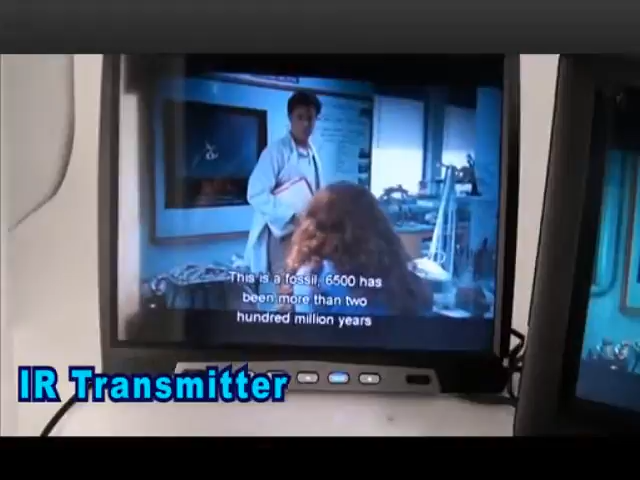 This is a fossil, 6500 has
been more than two
hundred million years
IR Transmitter